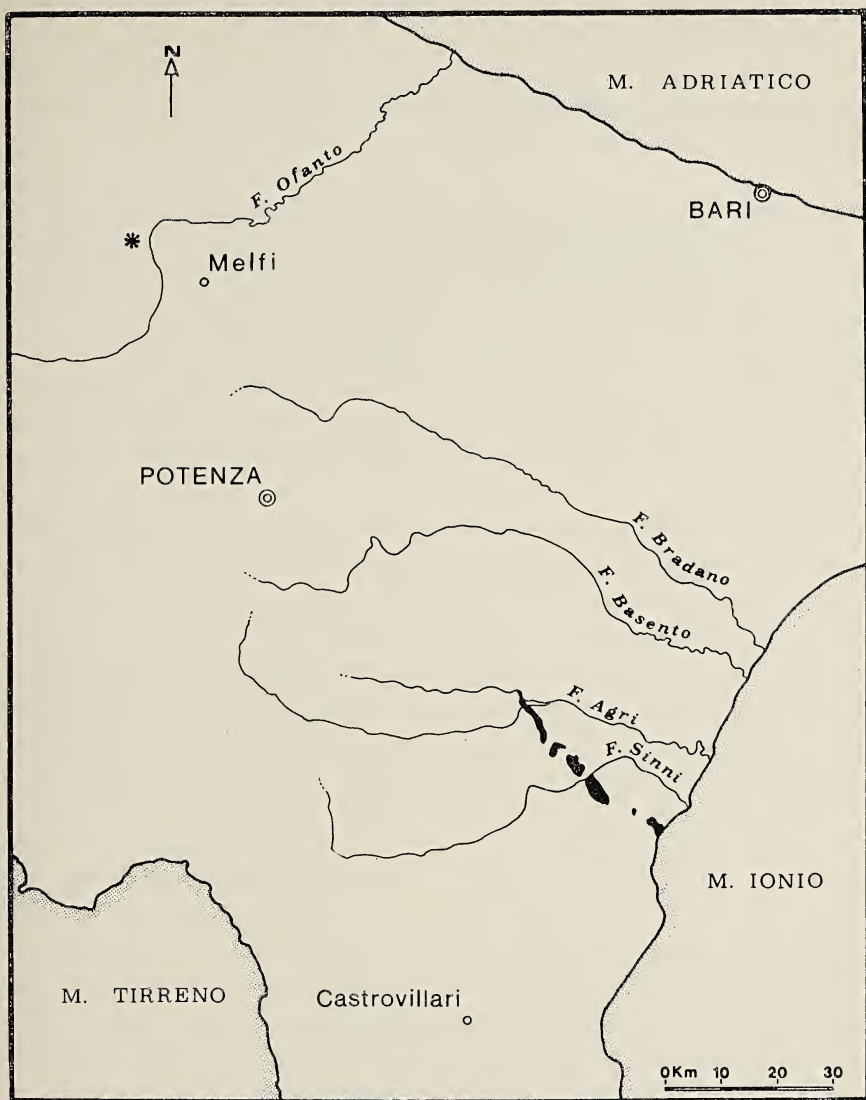 N
M. ADRIATICO
F. Ofanto
BARI
*
Melfi
POTENZA
F. Bradano
F. Basento
F. Agri
F. Sinni
M. IONIO
M. TIRRENO
Castrovillari
0Km 10 20 30